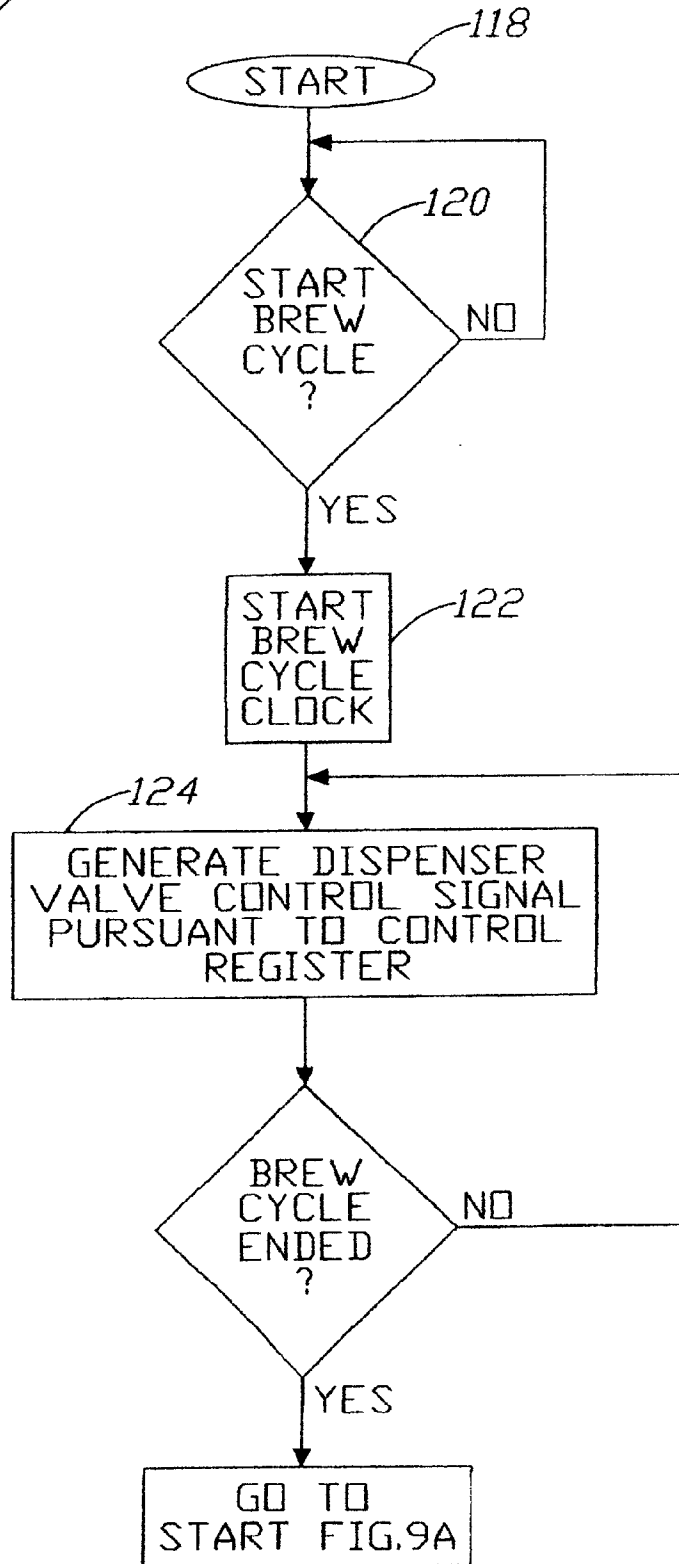 118
START
120
START
BREW
CYCLE
?
NO
YES
START
BREW
CYCLE
CLOCK
122
124
GENERATE DISPENSER
VALVE CONTROL SIGNAL
PURSUANT TO CONTROL
REGISTER
BREW
CYCLE
ENDED
?
NO
YES
GO TO
START FIG.9A